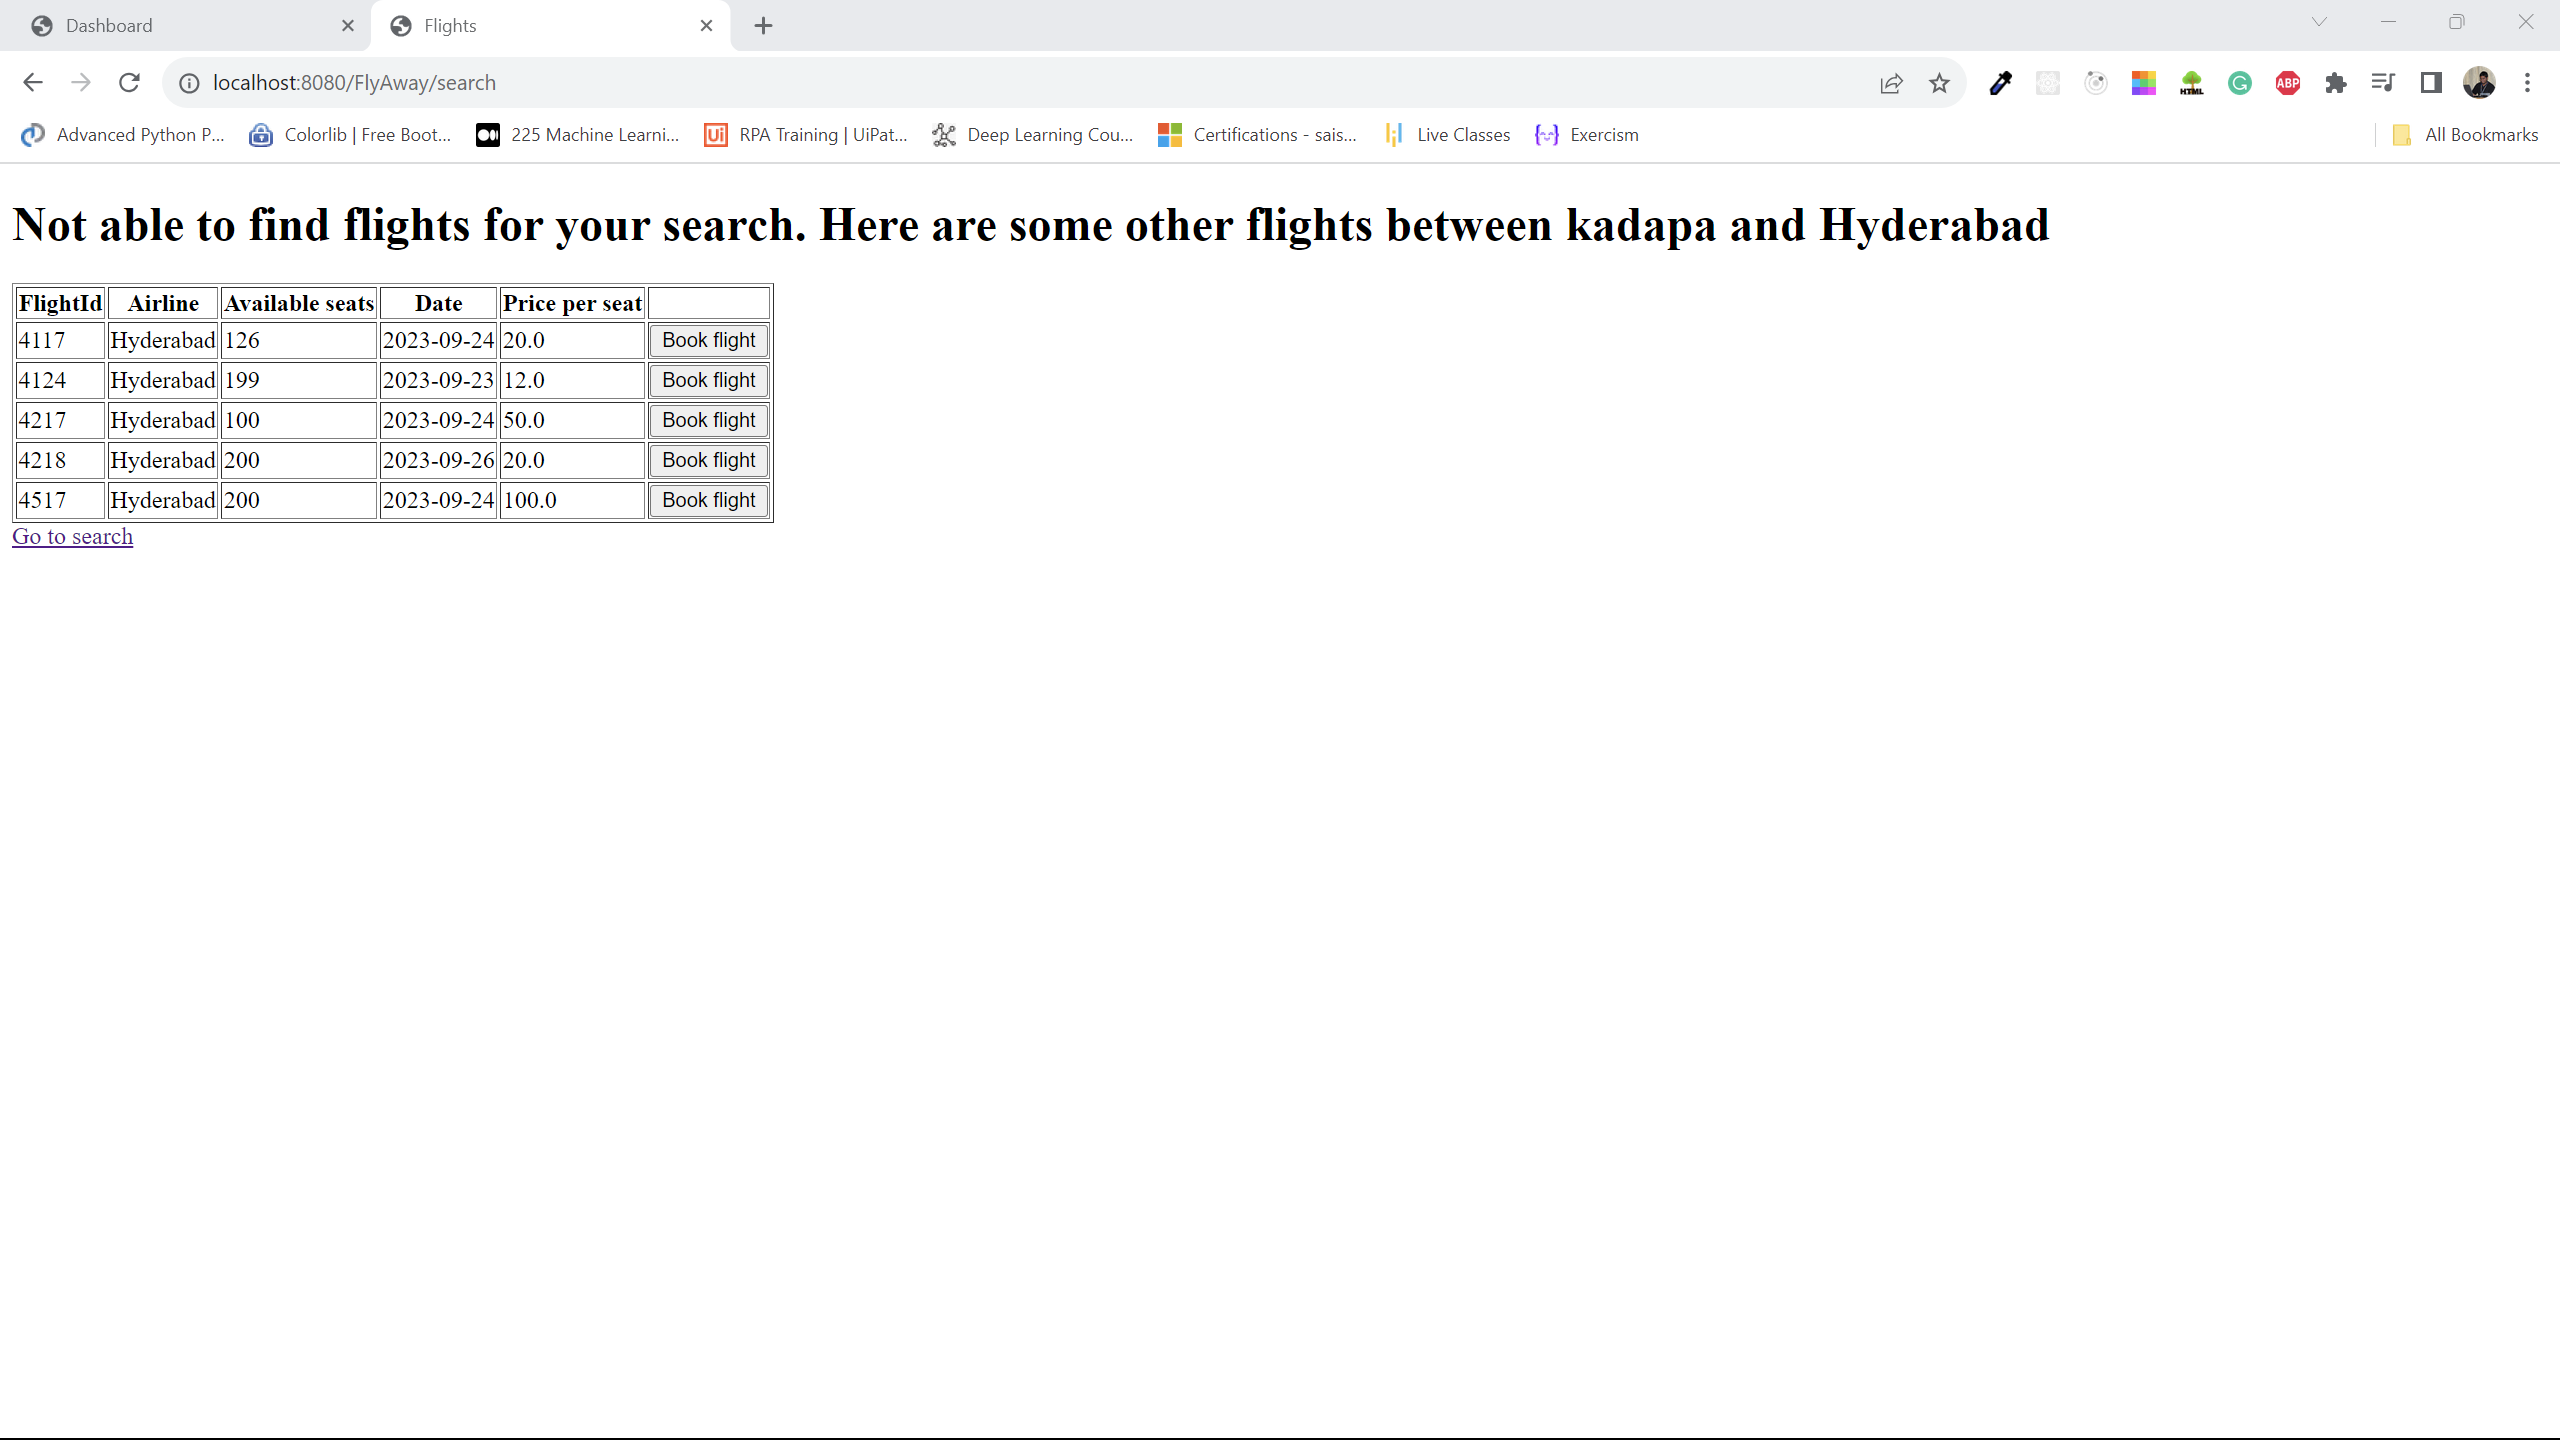 Dashboard
Flights
localhost:8080/FlyAway/search
HTML
ABP
Advanced Python P...
Colorlib | Free Boot...
225 Machine Learni...
Ui
RPA Training | UiPat...
Deep Learning Cou...
Certifications - sais...
Live Classes
Exercism
All Bookmarks
Not able to find flights for your search. Here are some other flights between kadapa and Hyderabad
FlightId Airline Available seats Date Price per seat
4117 Hyderabad 126 2023-09-24 20.0 Book flight
4124 Hyderabad 199 2023-09-23 12.0 Book flight
4217 Hyderabad 100 2023-09-24 50.0 Book flight
4218 Hyderabad 200 2023-09-26 20.0 Book flight
4517 Hyderabad 200 2023-09-24 100.0 Book flight
Go to search